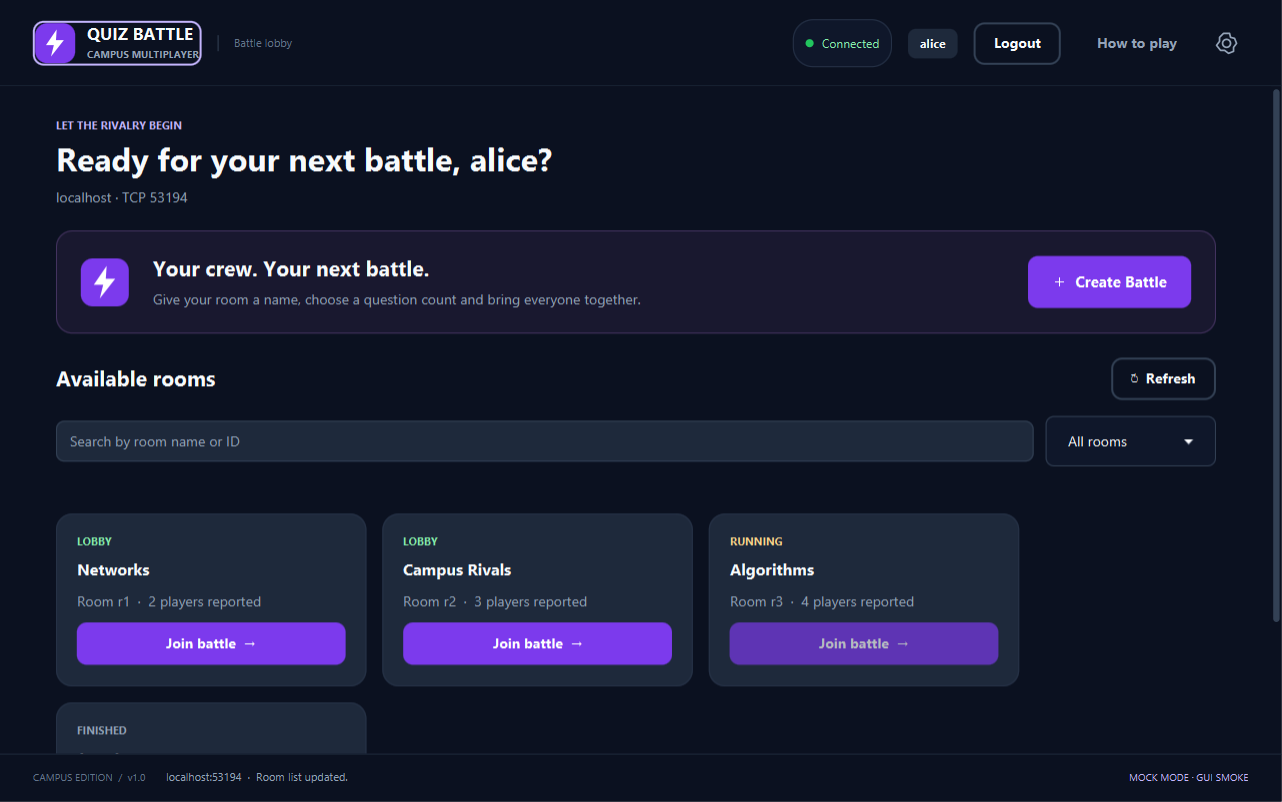 QUIZ BATTLE
CAMPUS MULTIPLAYER
Battle lobby
Connected
alice
Logout
How to play
LET THE RIVALRY BEGIN
Ready for your next battle, alice?
localhost · TCP 53194
Your crew. Your next battle.
Give your room a name, choose a question count and bring everyone together.
+ Create Battle
Available rooms
Refresh
Search by room name or ID
All rooms
LOBBY
Networks
Room r1 · 2 players reported
Join battle →
LOBBY
Campus Rivals
Room r2 · 3 players reported
Join battle →
RUNNING
Algorithms
Room r3 · 4 players reported
Join battle →
FINISHED
CAMPUS EDITION / v1.0
localhost:53194 · Room list updated.
MOCK MODE · GUI SMOKE